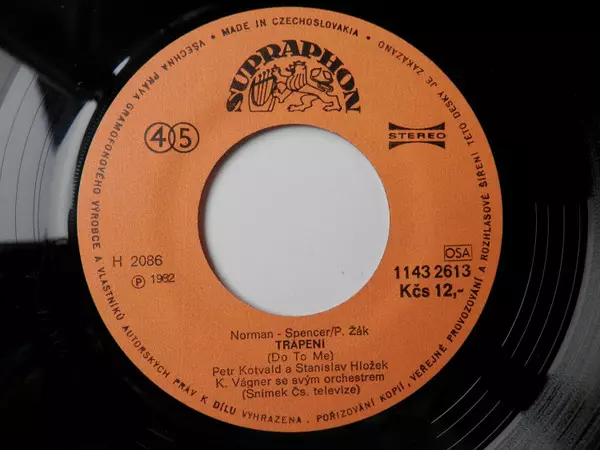 VŠECHNA PRÁVA GRAMOFONOVÉHO VÝROBCE A VLASTNÍKŮ AUTORSKÝCH PRÁV K DÍLU VYHRAZENA. POŘIZOVÁNÍ KOPIÍ, VEŘEJNÉ PROVOZOVÁNÍ A ROZHLASOVÉ ŠÍŘENÍ TÉTO DESKY JE ZAKÁZÁNO • MADE IN CZECHOSLOVAKIA •
SUPRAPHON
45
STEREO
H 2086
℗ 1982
OSA
1143 2613
Kčs 12,-
Norman - Spencer/P. Žák
TRÁPENÍ
(Do To Me)
Petr Kotvald a Stanislav Hložek
K. Vágner se svým orchestrem
(Snímek Čs. televize)